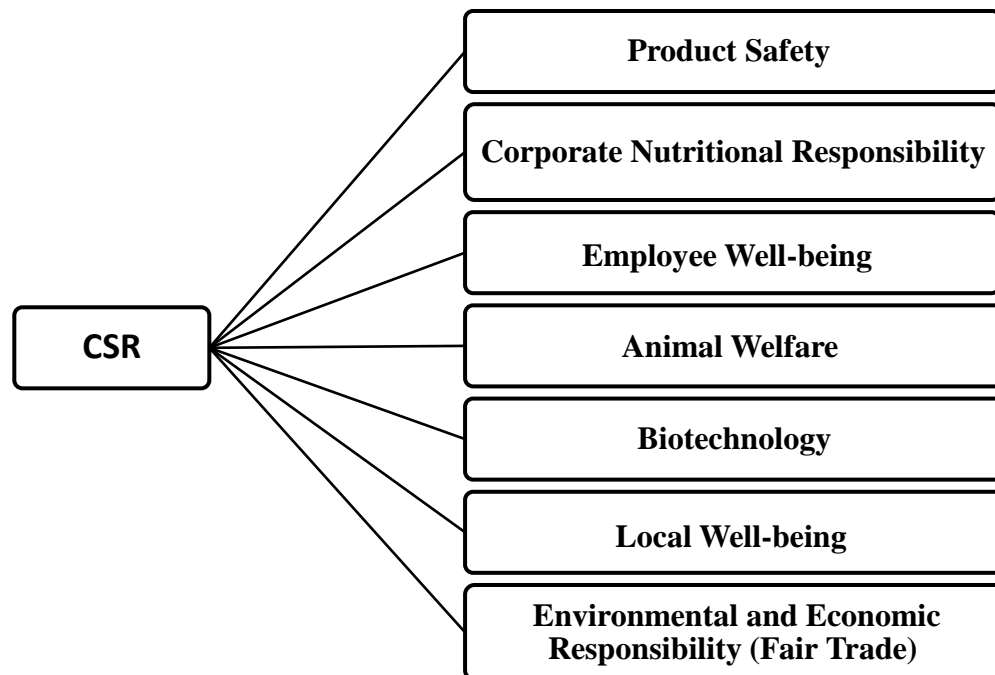 Product Safety
Corporate Nutritional Responsibility
Employee Well-being
CSR
Animal Welfare
Biotechnology
Local Well-being
Environmental and Economic
Responsibility (Fair Trade)